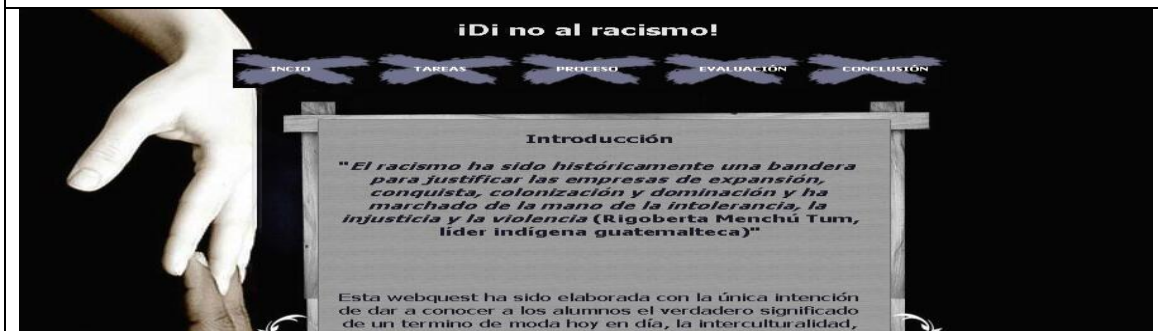 ¡Di no al racismo!
INCIO TAREAS PROCESO EVALUACIÓN CONCLUSIÓN
Introducción
"El racismo ha sido históricamente una bandera
para justificar las empresas de expansión,
conquista, colonización y dominación y ha
marchado de la mano de la intolerancia, la
injusticia y la violencia (Rigoberta Menchú Tum,
líder indígena guatemalteca)"
Esta webquest ha sido elaborada con la única intención
de dar a conocer a los alumnos el verdadero significado
de un termino de moda hoy en día, la interculturalidad,